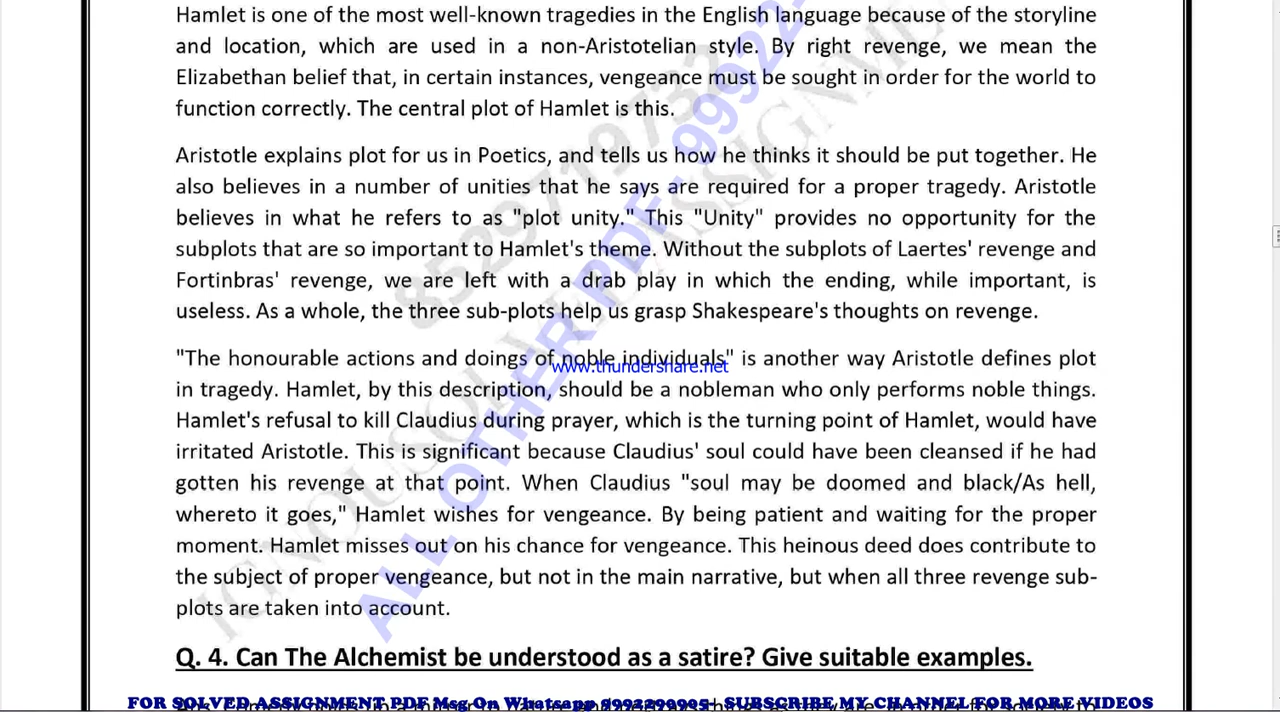 Hamlet is one of the most well-known tragedies in the English language because of the storyline
and location, which are used in a non-Aristotelian style. By right revenge, we mean the
Elizabethan belief that, in certain instances, vengeance must be sought in order for the world to
function correctly. The central plot of Hamlet is this.
Aristotle explains plot for us in Poetics, and tells us how he thinks it should be put together. He
also believes in a number of unities that he says are required for a proper tragedy. Aristotle
believes in what he refers to as "plot unity." This "Unity" provides no opportunity for the
subplots that are so important to Hamlet's theme. Without the subplots of Laertes' revenge and
Fortinbras' revenge, we are left with a drab play in which the ending, while important, is
useless. As a whole, the three sub-plots help us grasp Shakespeare's thoughts on revenge.
"The honourable actions and doings of noble individuals" is another way Aristotle defines plot
www.thundershare.net
in tragedy. Hamlet, by this description, should be a nobleman who only performs noble things.
Hamlet's refusal to kill Claudius during prayer, which is the turning point of Hamlet, would have
irritated Aristotle. This is significant because Claudius' soul could have been cleansed if he had
gotten his revenge at that point. When Claudius "soul may be doomed and black/As hell,
whereto it goes," Hamlet wishes for vengeance. By being patient and waiting for the proper
moment. Hamlet misses out on his chance for vengeance. This heinous deed does contribute to
the subject of proper vengeance, but not in the main narrative, but when all three revenge sub-
plots are taken into account.
Q. 4. Can The Alchemist be understood as a satire? Give suitable examples.
FOR SOLVED ASSIGNMENT PDF Msg On Whatsapp 9992299995- SUBSCRIBE MY CHANNEL FOR MORE VIDEOS
8529719732
ALL OTHER PDF-